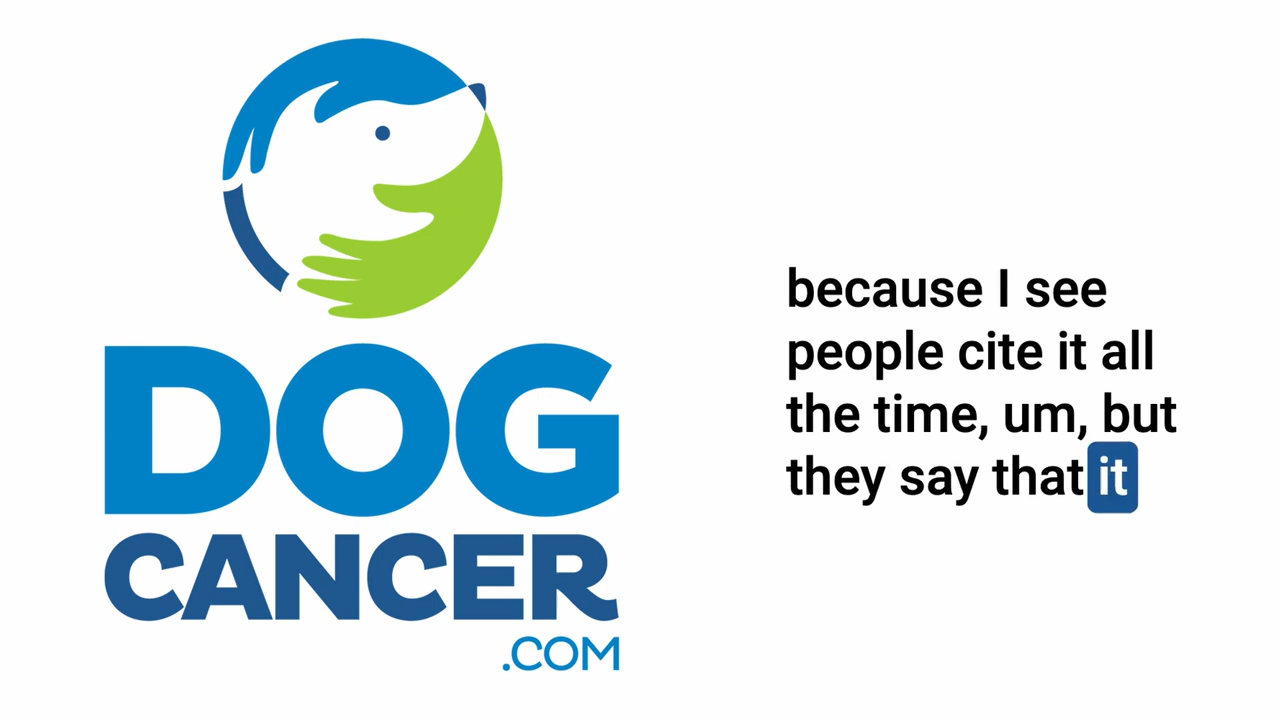 DOG
CANCER
.COM
because I see
people cite it all
the time, um, but
they say that it